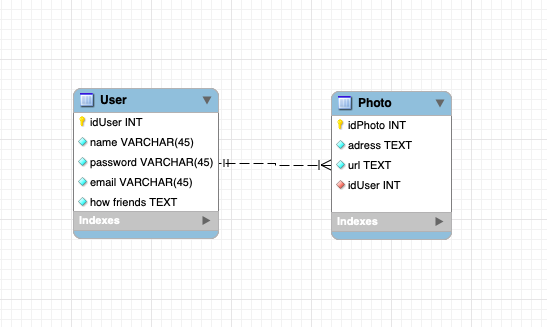 User
idUser INT
name VARCHAR(45)
password VARCHAR(45)
email VARCHAR(45)
how friends TEXT
Indexes
Photo
idPhoto INT
adress TEXT
url TEXT
idUser INT
Indexes